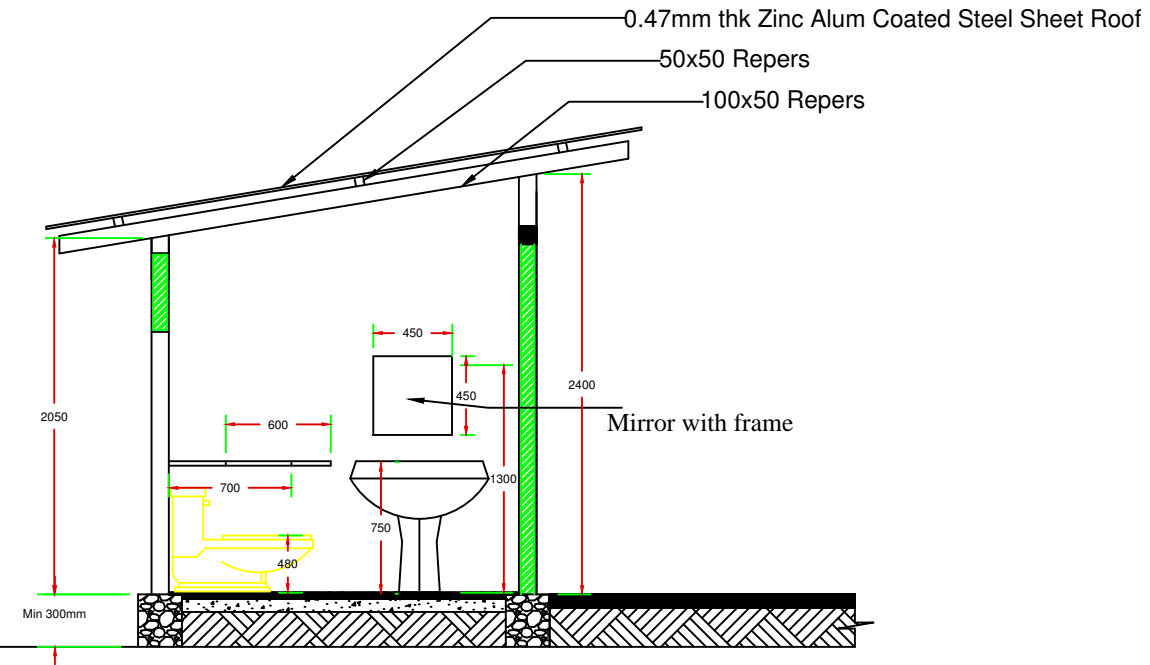 0.47mm thk Zinc Alum Coated Steel Sheet Roof
50x50 Repers
100x50 Repers
450
2400
450
2050
Mirror with frame
600
1300
700
750
480
Min 300mm